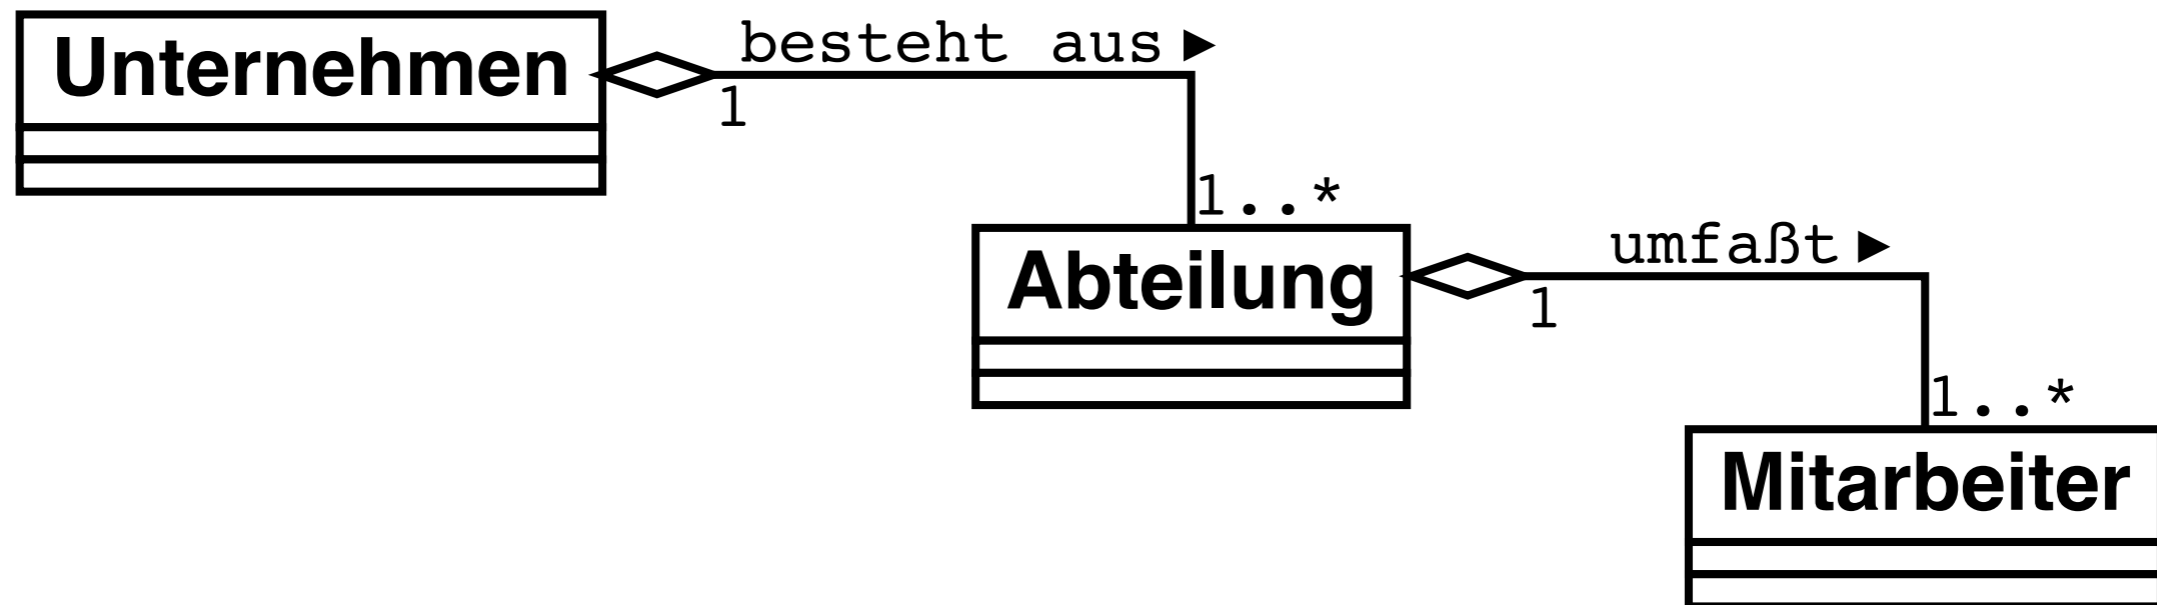 Unternehmen
besteht aus ►
1
1..*
Abteilung
umfaßt ►
1
1..*
Mitarbeiter